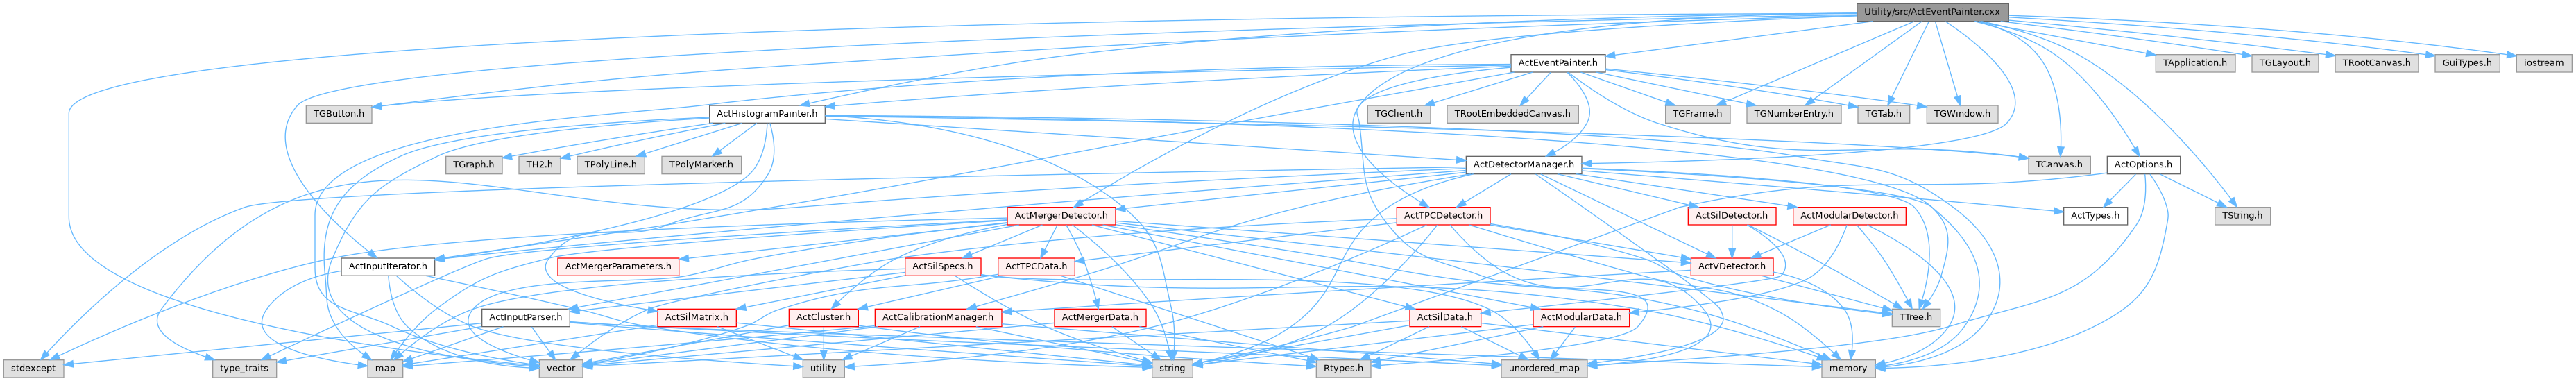 Utility/src/ActEventPainter.cxx
ActEventPainter.h
TApplication.h
TGLayout.h
TRootCanvas.h
GuiTypes.h
iostream
TGButton.h
ActHistogramPainter.h
TGClient.h
TRootEmbeddedCanvas.h
TGFrame.h
TGNumberEntry.h
TGTab.h
TGWindow.h
TGraph.h
TH2.h
TPolyLine.h
TPolyMarker.h
ActDetectorManager.h
TCanvas.h
ActOptions.h
ActMergerDetector.h
ActTPCDetector.h
ActSilDetector.h
ActModularDetector.h
ActTypes.h
TString.h
ActInputIterator.h
ActMergerParameters.h
ActSilSpecs.h
ActTPCData.h
ActVDetector.h
ActInputParser.h
ActSilMatrix.h
ActCluster.h
ActCalibrationManager.h
ActMergerData.h
ActSilData.h
ActModularData.h
TTree.h
stdexcept
type_traits
map
vector
utility
string
Rtypes.h
unordered_map
memory